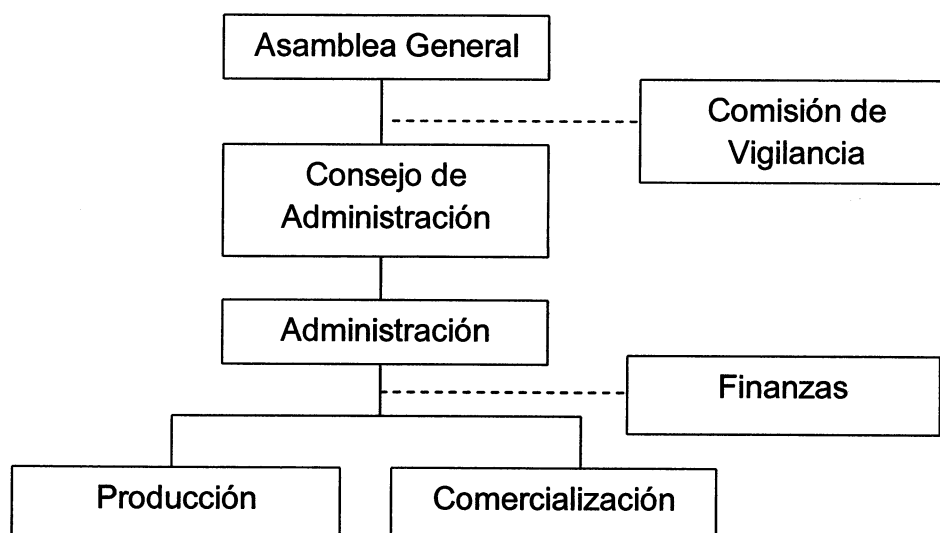 Asamblea General
Comisión de
Vigilancia
Consejo de
Administración
Administración
Finanzas
Producción
Comercialización